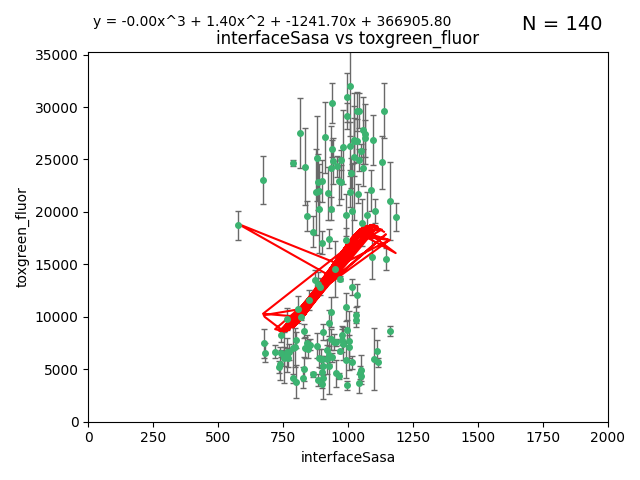 y = -0.00x^3 + 1.40x^2 + -1241.70x + 366905.80
N = 140
interfaceSasa vs toxgreen_fluor
35000
30000
25000
20000
15000
10000
5000
0
toxgreen_fluor
0 250 500 750 1000 1250 1500 1750 2000
interfaceSasa